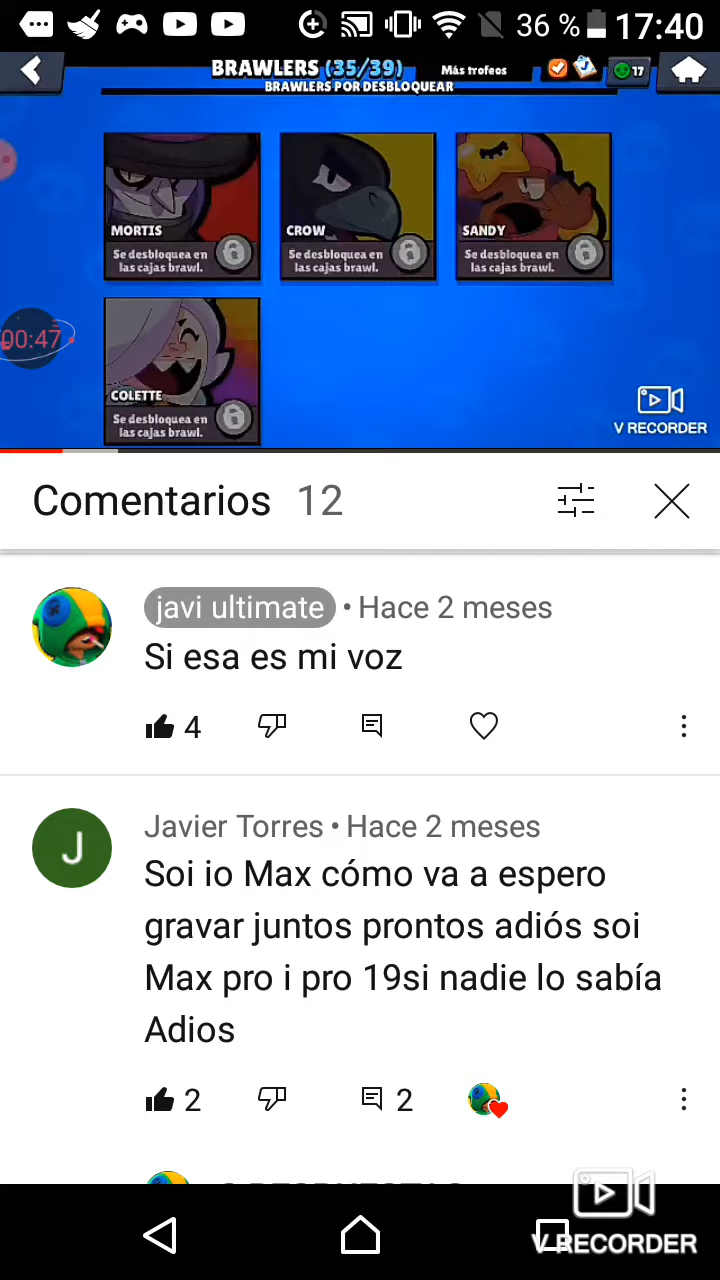 36 % 17:40
BRAWLERS (35/39) Más trofeos 17
BRAWLERS POR DESBLOQUEAR
MORTIS CROW SANDY
Se desbloquea en Se desbloquea en Se desbloquea en
las cajas brawl. las cajas brawl. las cajas brawl.
00:47
COLETTE
Se desbloquea en
las cajas brawl.
V RECORDER
Comentarios 12
javi ultimate • Hace 2 meses
Si esa es mi voz
4
J
Javier Torres • Hace 2 meses
Soi io Max cómo va a espero
gravar juntos prontos adiós soi
Max pro i pro 19si nadie lo sabía
Adios
2 2
V RECORDER